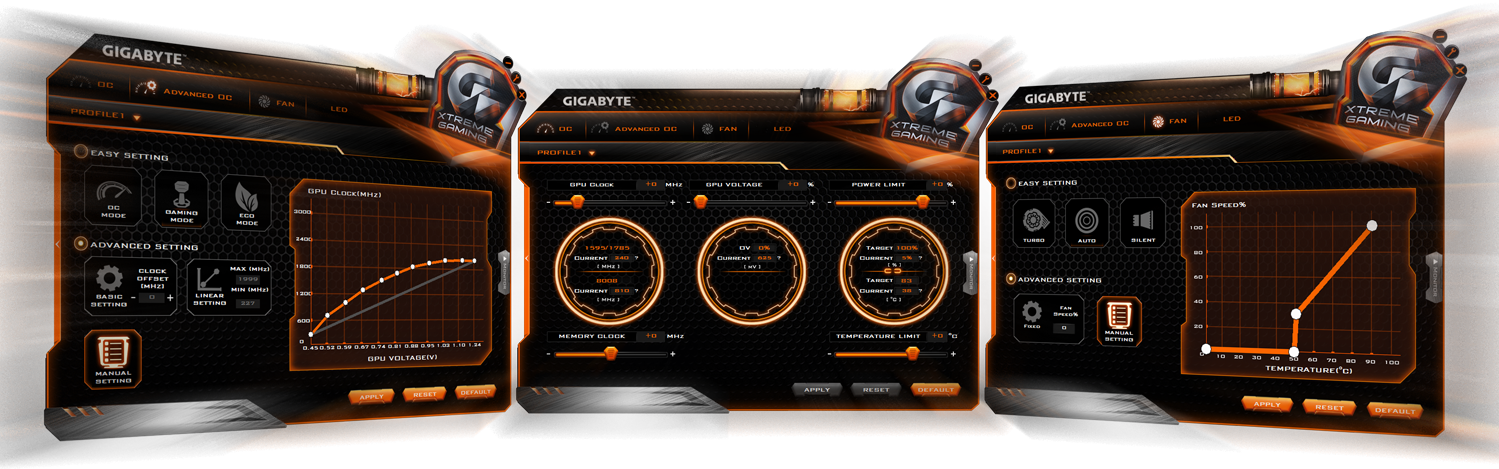 GIGABYTE
OC
ADVANCED OC
FAN
LED
PROFILE1
XTREME
GAMING
EASY SETTING
OC
MODE
GAMING
MODE
ECO
MODE
ADVANCED SETTING
BASIC
SETTING
CLOCK
OFFSET
(MHZ)
- 0 +
LINEAR
SETTING
MAX (MHZ)
1999
MIN (MHZ)
227
MANUAL
SETTING
GPU CLOCK(MHZ)
3000
2400
1800
1200
600
0
0.45 0.52 0.59 0.67 0.74 0.81 0.88 0.95 1.03 1.10 1.24
GPU VOLTAGE(V)
MONITOR
APPLY
RESET
DEFAULT
GIGABYTE
OC
ADVANCED OC
FAN
LED
PROFILE1
XTREME
GAMING
GPU CLOCK +0 MHZ
- +
GPU VOLTAGE +0 %
- +
POWER LIMIT +0 %
- +
1595/1785
CURRENT 240 ?
[ MHZ ]
8008
CURRENT 810 ?
[ MHZ ]
OV 0%
CURRENT 625 ?
[ MV ]
TARGET 100%
CURRENT 5% ?
[ % ]
TARGET 83
CURRENT 38 ?
[ °C ]
MEMORY CLOCK +0 MHZ
- +
TEMPERATURE LIMIT +0 °C
- +
MONITOR
APPLY
RESET
DEFAULT
GIGABYTE
OC
ADVANCED OC
FAN
LED
PROFILE1
XTREME
GAMING
EASY SETTING
TURBO
AUTO
SILENT
ADVANCED SETTING
FIXED
FAN
SPEED%
0
MANUAL
SETTING
FAN SPEED%
100
80
60
40
20
0 10 20 30 40 50 60 70 80 90 100
TEMPERATURE(°C)
MONITOR
APPLY
RESET
DEFAULT